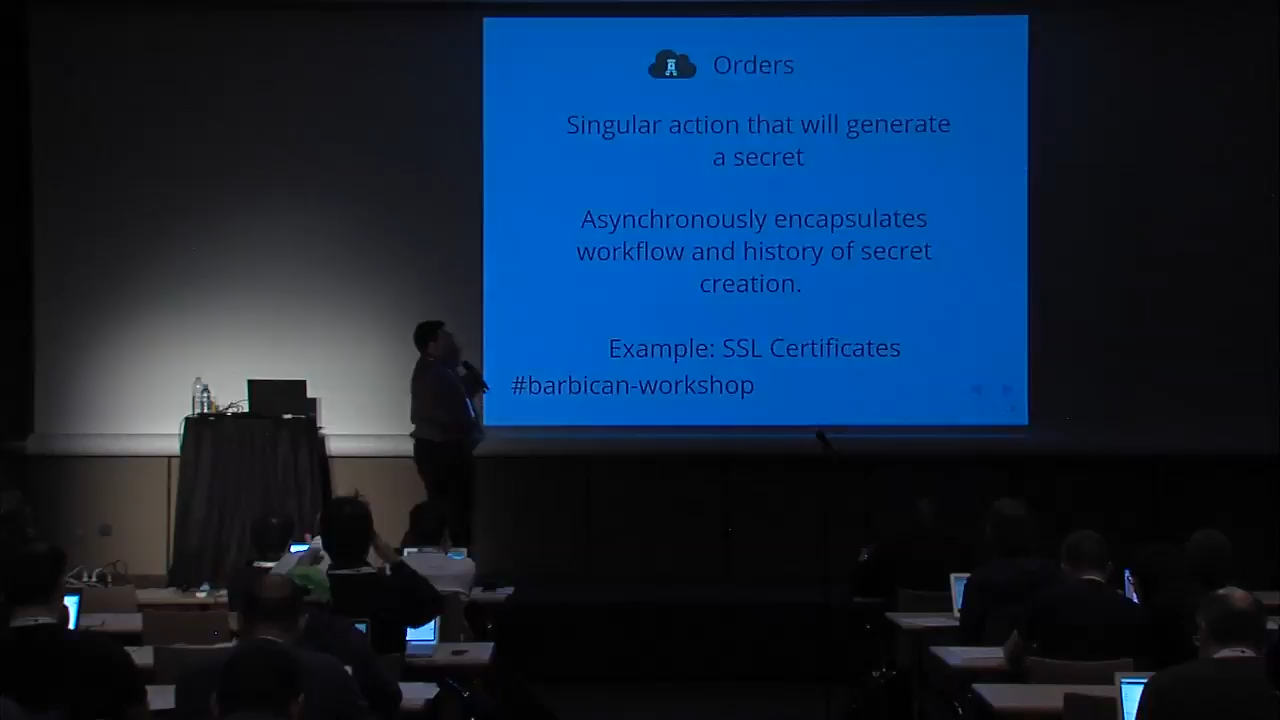 Orders
Singular action that will generate
a secret
Asynchronously encapsulates
workflow and history of secret
creation.
Example: SSL Certificates
#barbican-workshop